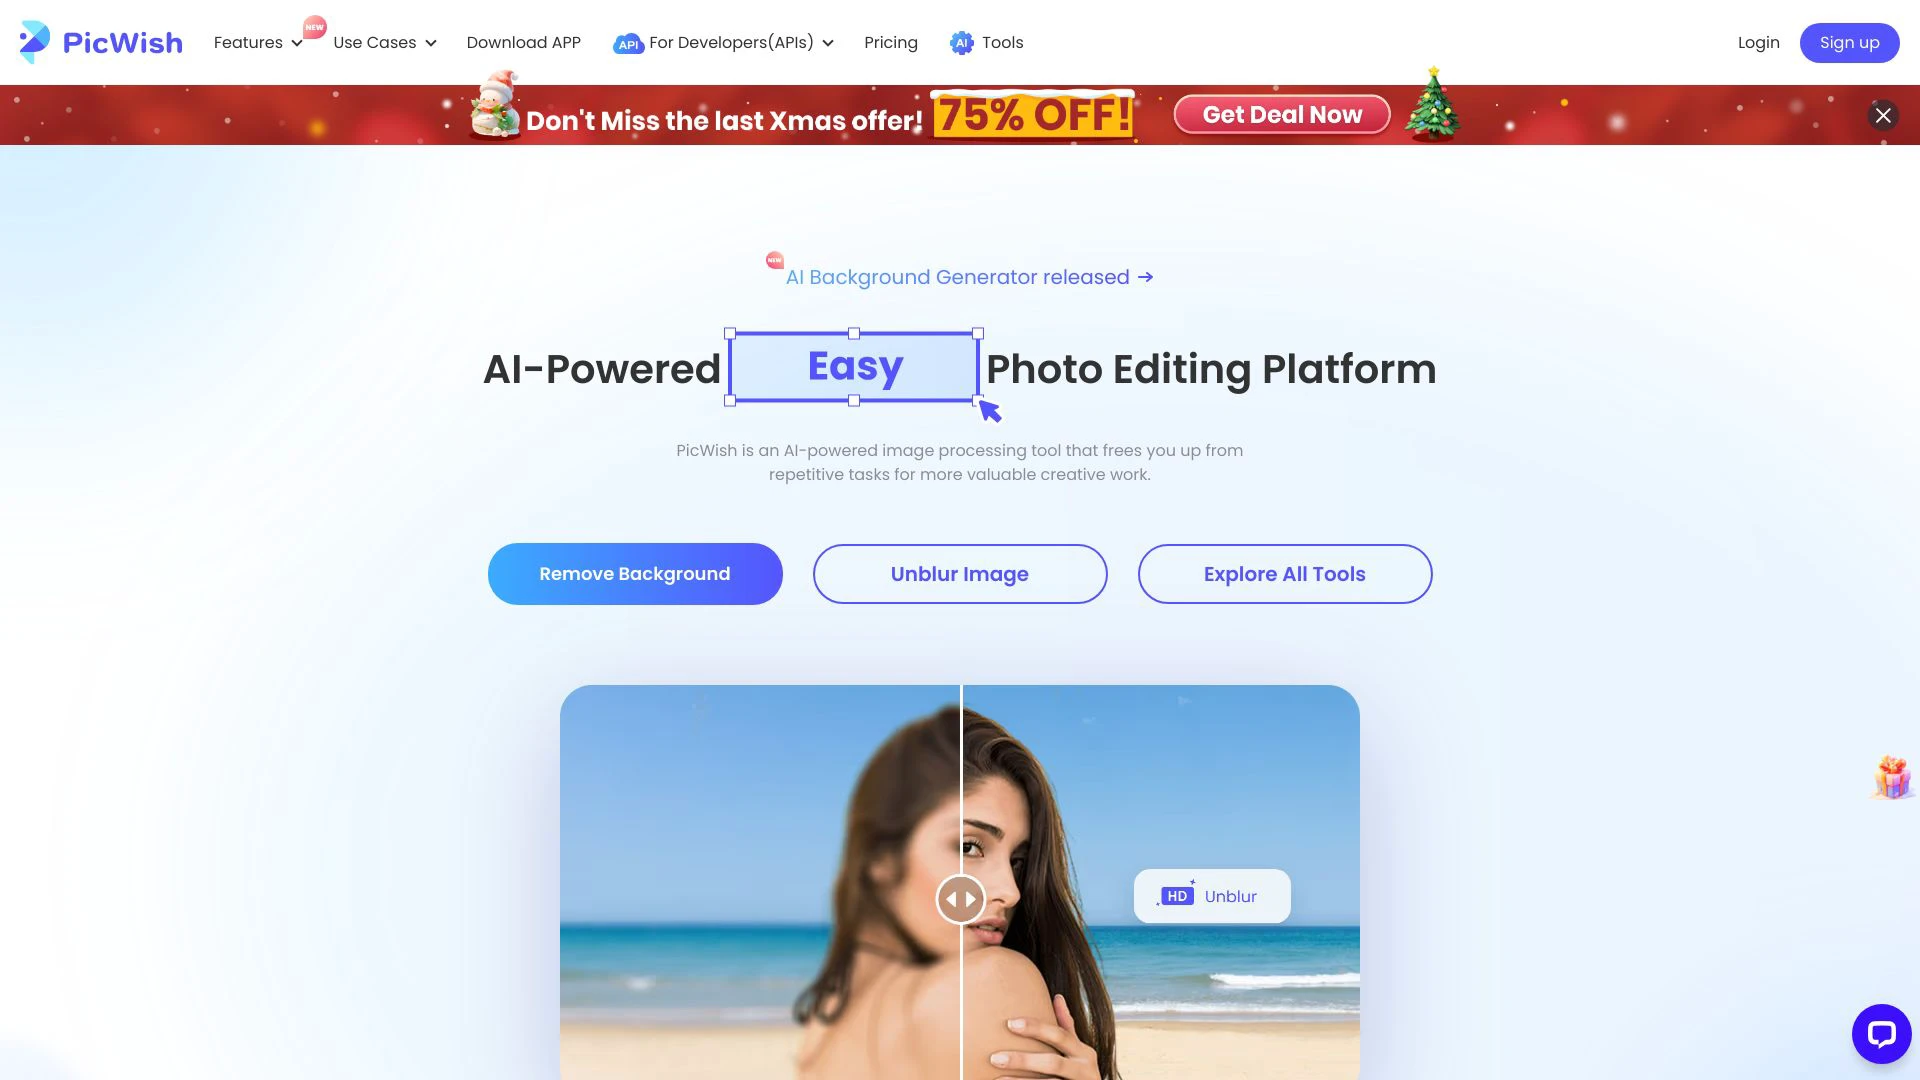 PicWish
Features
NEW
Use Cases
Download APP
API
For Developers(APIs)
Pricing
AI
Tools
Login
Sign up
Don't Miss the last Xmas offer!
75% OFF!
Get Deal Now
NEW
AI Background Generator released
AI-Powered Easy Photo Editing Platform
PicWish is an AI-powered image processing tool that frees you up from
repetitive tasks for more valuable creative work.
Remove Background
Unblur Image
Explore All Tools
HD Unblur